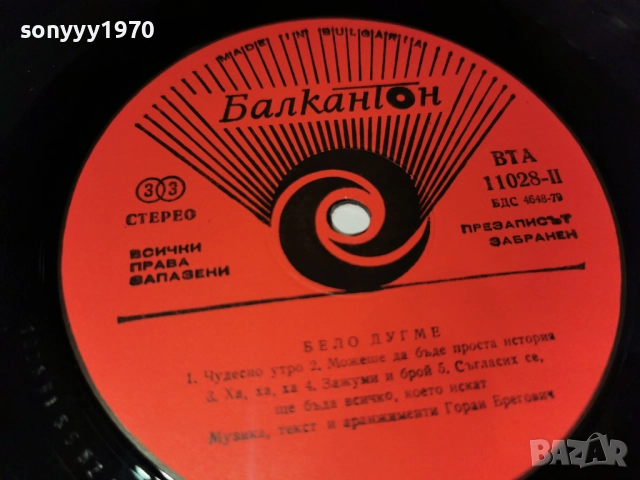 sonyyy1970
MADE IN BULGARIA
Балкантон
33
СТЕРЕО
ВСИЧКИ
ПРАВА
ЗАПАЗЕНИ
ВТА
11028-II
БДС 4648-79
ПРЕЗАПИСЪТ
ЗАБРАНЕН
БЕЛО ДУГМЕ
1. Чудесно утро 2. Можеше да бъде проста история
3. Ха, ха, ха 4. Зажуми и брой 5. Съгласих се,
ще бъда всичко, което искат
Музика, текст и аранжименти Горан Брегович
BAZAR